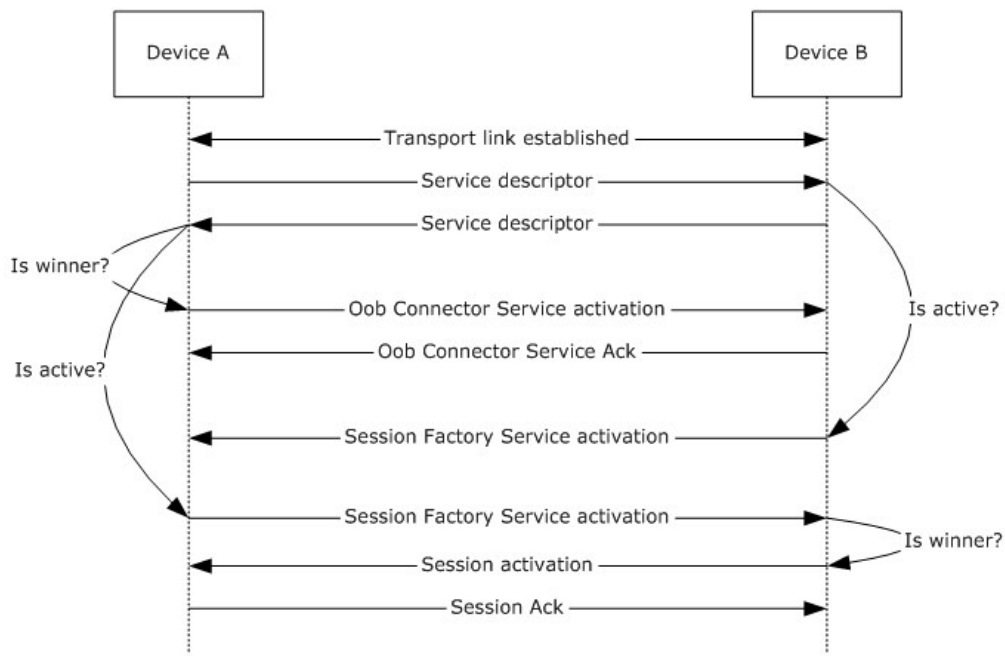 Device A
Device B
Transport link established
Service descriptor
Service descriptor
Is winner?
Oob Connector Service activation
Is active?
Oob Connector Service Ack
Is active?
Session Factory Service activation
Session Factory Service activation
Is winner?
Session activation
Session Ack